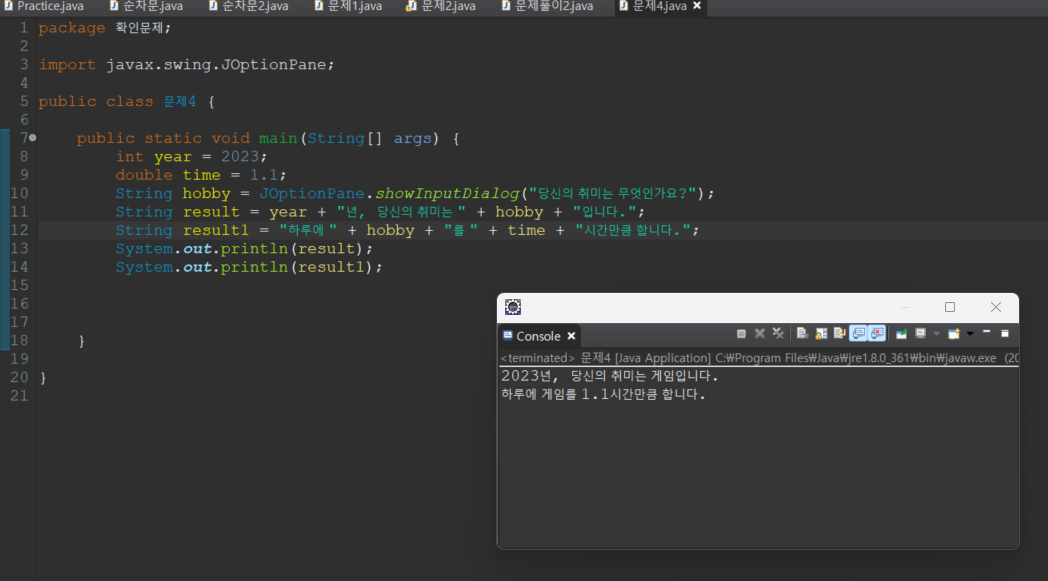 Practice.java 순차문.java 순차문2.java 문제1.java 문제2.java 문제풀이2.java 문제4.java
1 package 확인문제;
2
3 import javax.swing.JOptionPane;
4
5 public class 문제4 {
6
7 public static void main(String[] args) {
8 int year = 2023;
9 double time = 1.1;
10 String hobby = JOptionPane.showInputDialog("당신의 취미는 무엇인가요?");
11 String result = year + "년, 당신의 취미는 " + hobby + "입니다.";
12 String result1 = "하루에 " + hobby + "를 " + time + "시간만큼 합니다.";
13 System.out.println(result);
14 System.out.println(result1);
15
16
17
18 }
19
20 }
21
Console
<terminated> 문제4 [Java Application] C:₩Program Files₩Java₩jre1.8.0_361₩bin₩javaw.exe (20
2023년, 당신의 취미는 게임입니다.
하루에 게임를 1.1시간만큼 합니다.